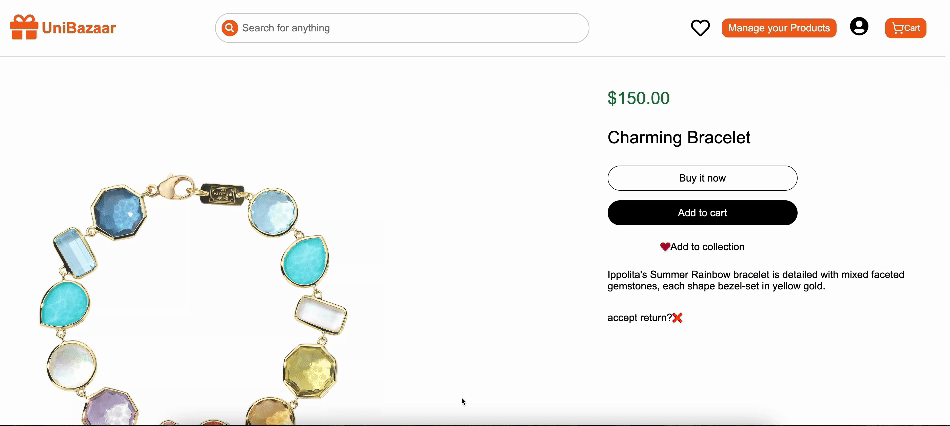 UniBazaar
Search for anything
Manage your Products
Cart
$150.00
Charming Bracelet
Buy it now
Add to cart
Add to collection
Ippolita's Summer Rainbow bracelet is detailed with mixed faceted
gemstones, each shape bezel-set in yellow gold.
accept return?